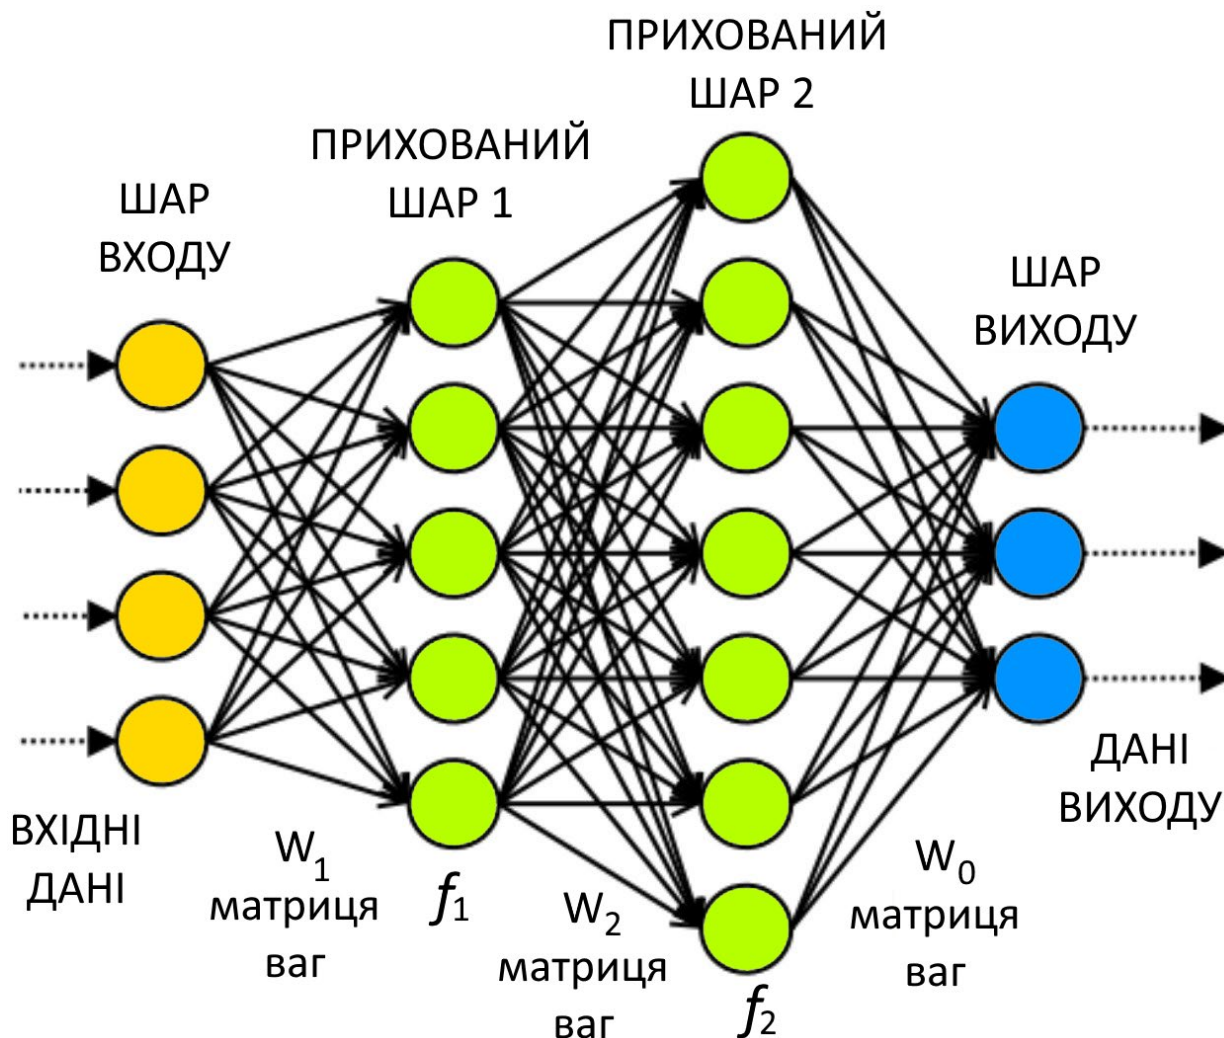 ПРИХОВАНИЙ
ШАР 2
ПРИХОВАНИЙ
ШАР 1
ШАР
ВХОДУ
ШАР
ВИХОДУ
ВХІДНІ
ДАНІ
W₁
матриця
ваг
f₁
W₂
матриця
ваг
f₂
W₀
матриця
ваг
ДАНІ
ВИХОДУ